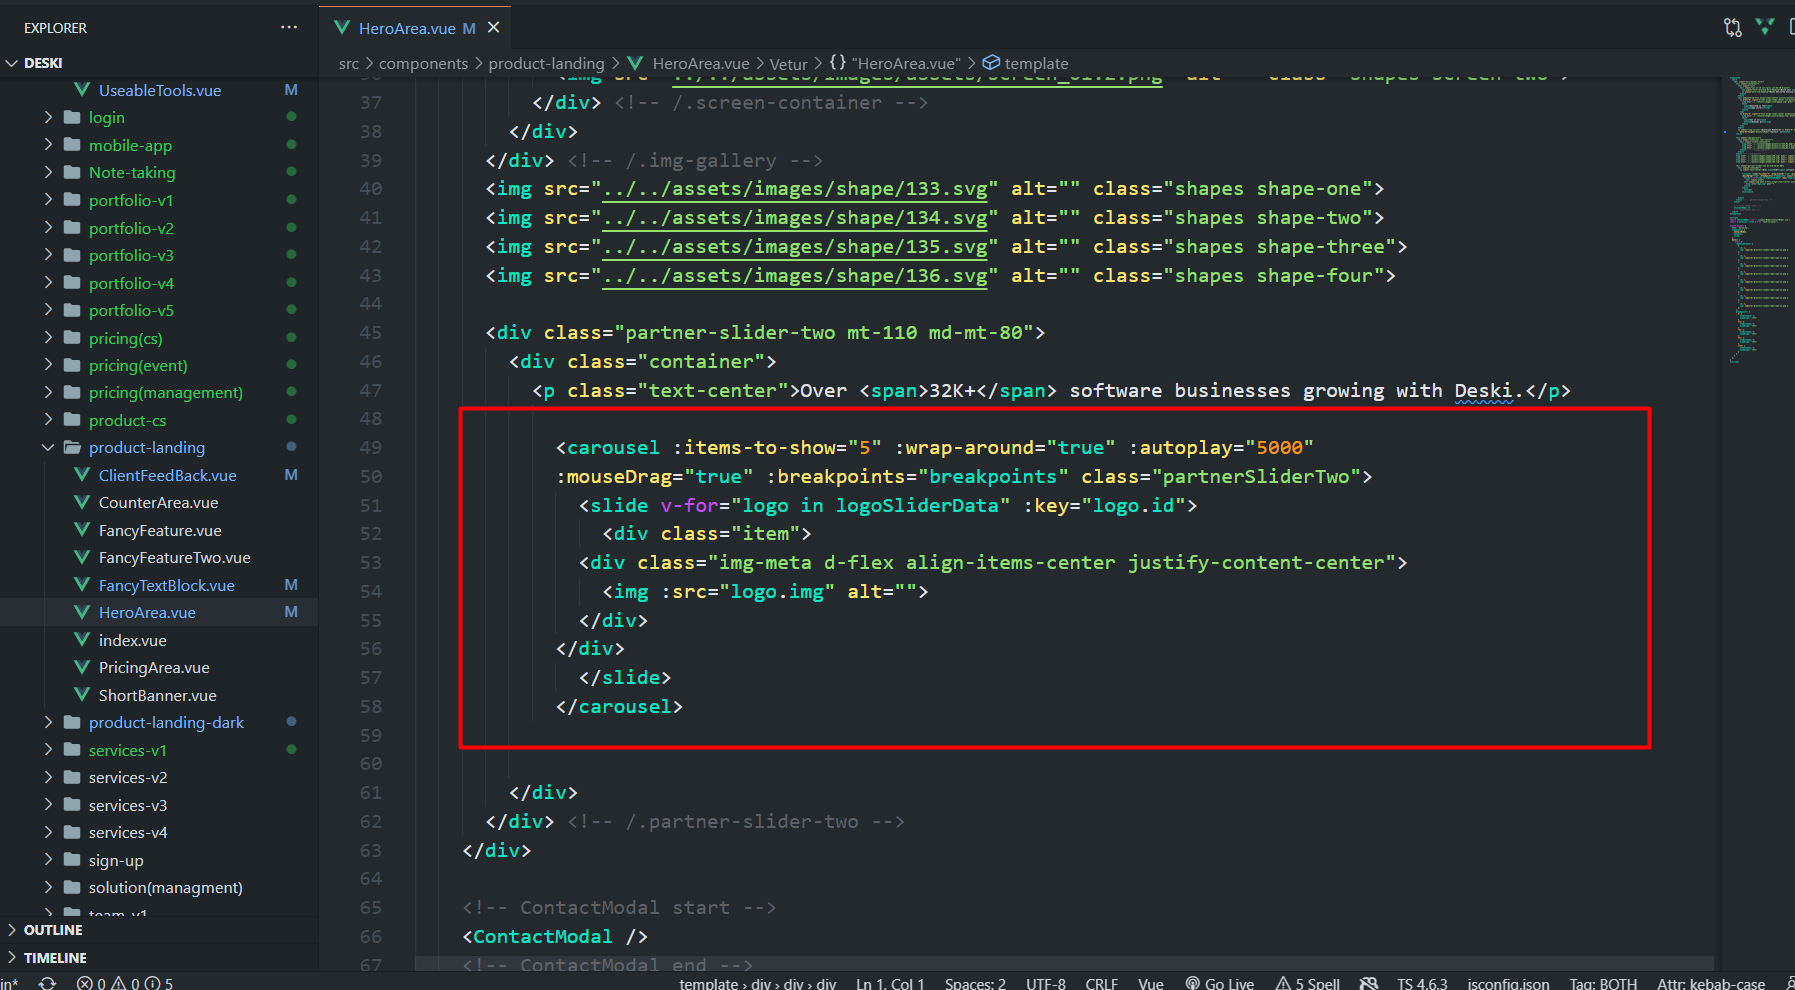 EXPLORER
···
DESKI
UseableTools.vue M
login
mobile-app
Note-taking
portfolio-v1
portfolio-v2
portfolio-v3
portfolio-v4
portfolio-v5
pricing(cs)
pricing(event)
pricing(management)
product-cs
product-landing
ClientFeedBack.vue M
CounterArea.vue
FancyFeature.vue
FancyFeatureTwo.vue
FancyTextBlock.vue M
HeroArea.vue M
index.vue
PricingArea.vue
ShortBanner.vue
product-landing-dark
services-v1
services-v2
services-v3
services-v4
sign-up
solution(managment)
team-v1
OUTLINE
TIMELINE
HeroArea.vue M
src > components > product-landing > HeroArea.vue > Vetur > {} "HeroArea.vue" > template
37 </div> <!-- /.screen-container -->
38 </div>
39 </div> <!-- /.img-gallery -->
40 <img src="../../assets/images/shape/133.svg" alt="" class="shapes shape-one">
41 <img src="../../assets/images/shape/134.svg" alt="" class="shapes shape-two">
42 <img src="../../assets/images/shape/135.svg" alt="" class="shapes shape-three">
43 <img src="../../assets/images/shape/136.svg" alt="" class="shapes shape-four">
44
45 <div class="partner-slider-two mt-110 md-mt-80">
46 <div class="container">
47 <p class="text-center">Over <span>32K+</span> software businesses growing with Deski.</p>
48
49 <carousel :items-to-show="5" :wrap-around="true" :autoplay="5000"
50 :mouseDrag="true" :breakpoints="breakpoints" class="partnerSliderTwo">
51 <slide v-for="logo in logoSliderData" :key="logo.id">
52 <div class="item">
53 <div class="img-meta d-flex align-items-center justify-content-center">
54 <img :src="logo.img" alt="">
55 </div>
56 </div>
57 </slide>
58 </carousel>
59
60
61 </div>
62 </div> <!-- /.partner-slider-two -->
63 </div>
64
65 <!-- ContactModal start -->
66 <ContactModal />
67 <!-- ContactModal end -->
in* 0 0 5 template › div › div › div Ln 1, Col 1 Spaces: 2 UTF-8 CRLF Vue Go Live 5 Spell TS 4.6.3 jsconfig.json Tag: BOTH Attr: kebab-case